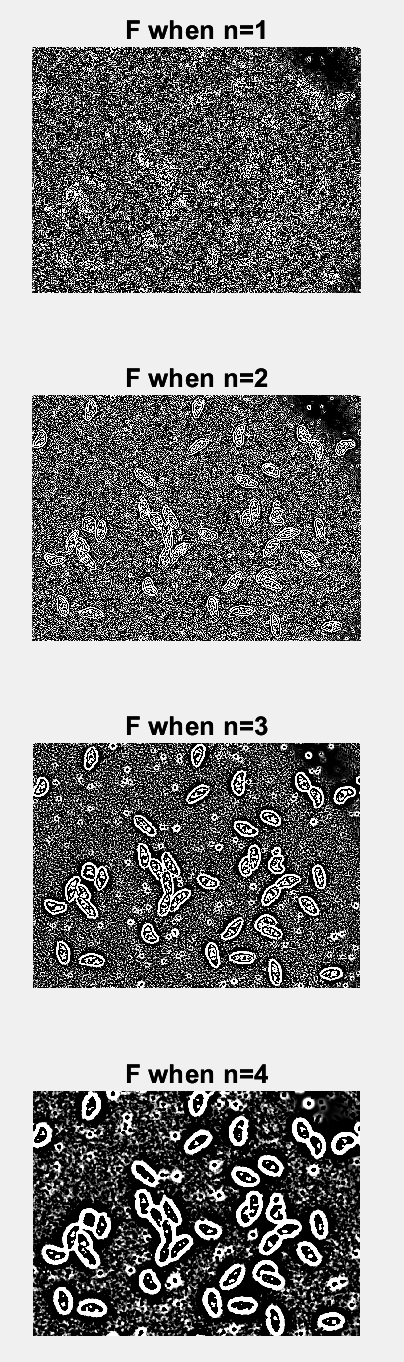 F when n=1
F when n=2
F when n=3
F when n=4